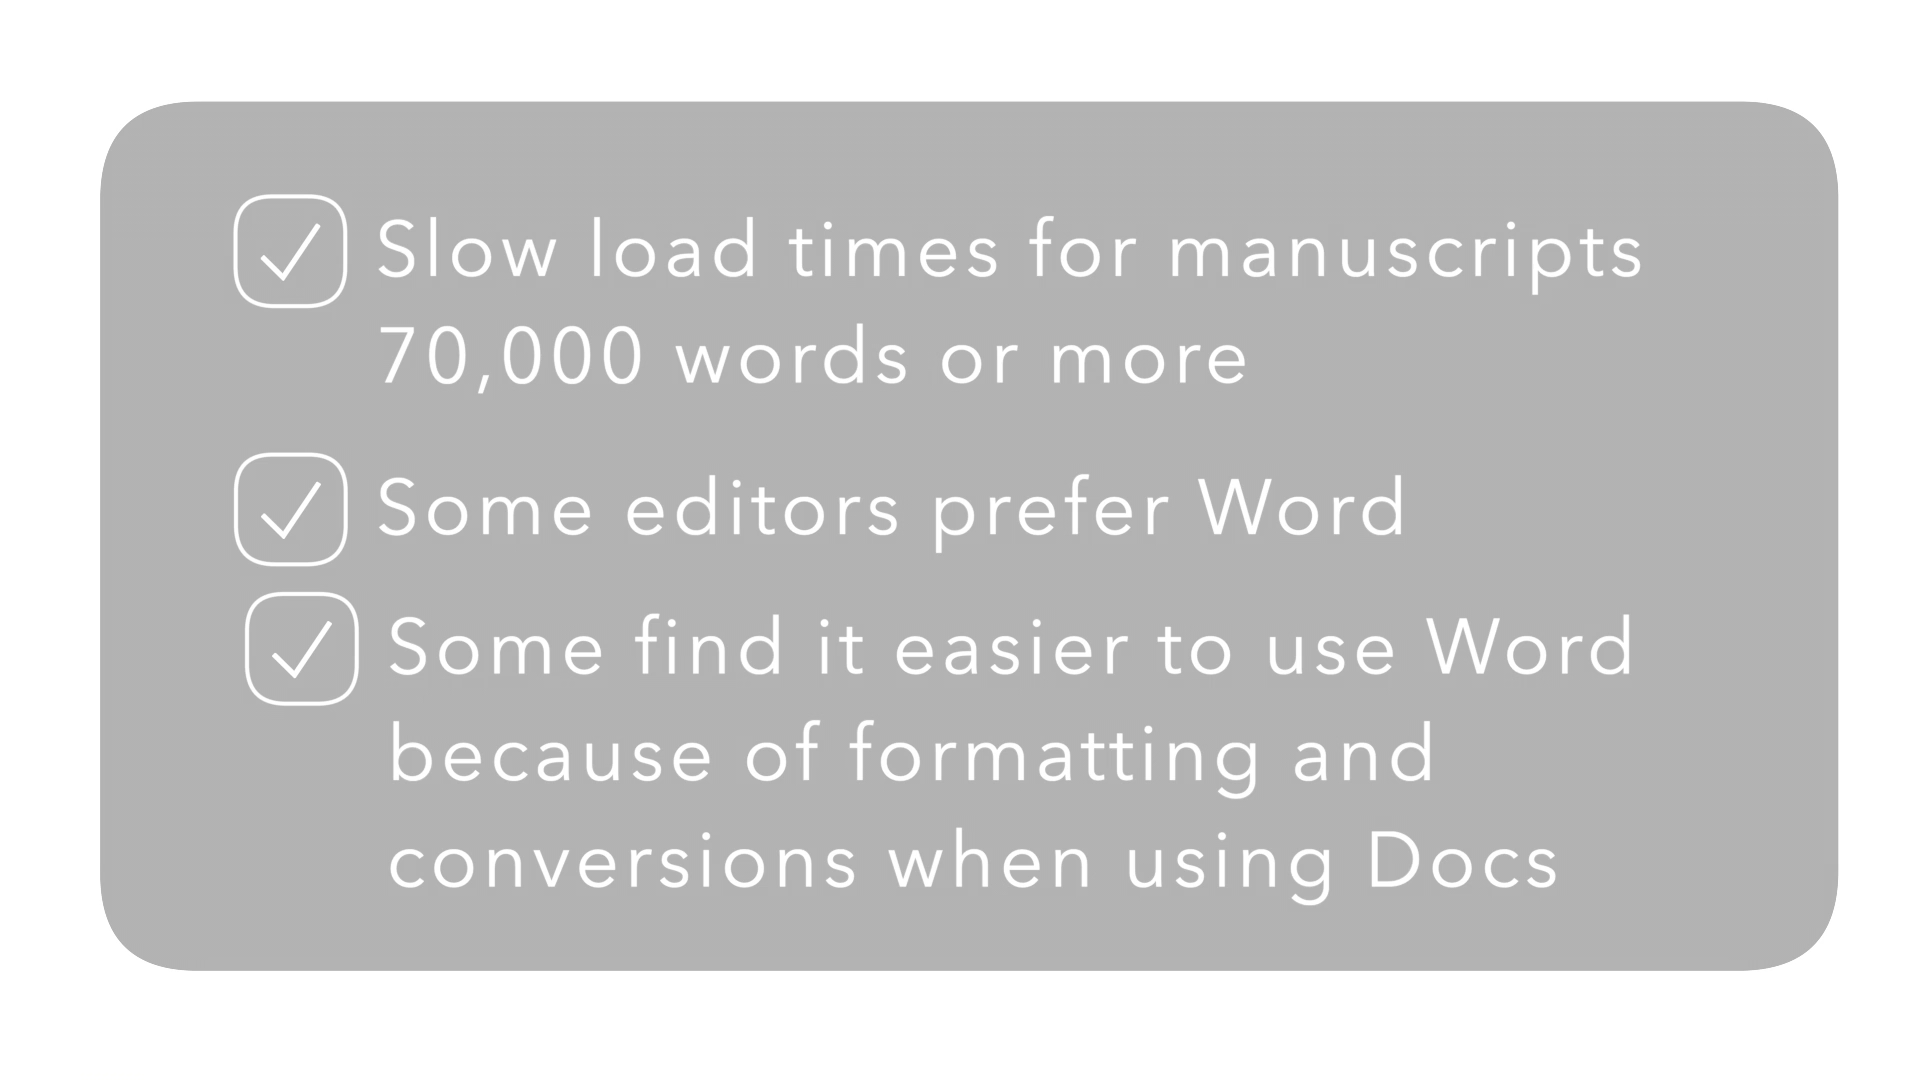 Slow load times for manuscripts
70,000 words or more
Some editors prefer Word
Some find it easier to use Word
because of formatting and
conversions when using Docs